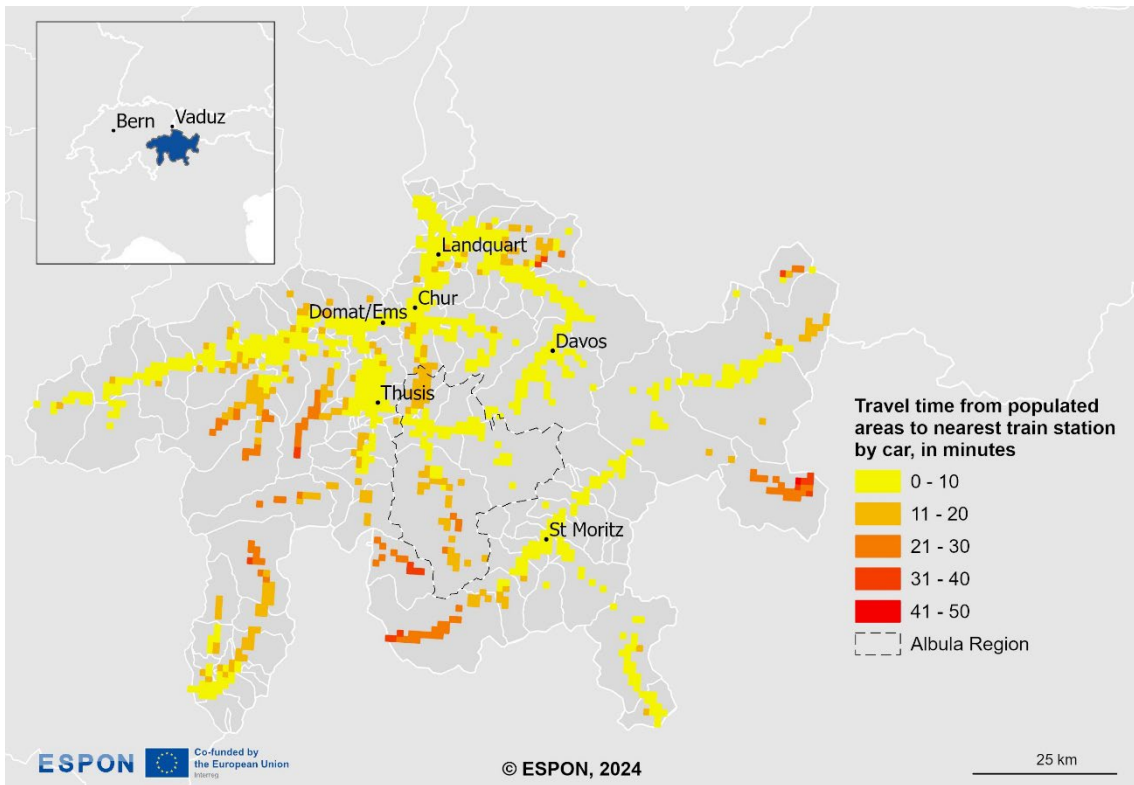 Bern
Vaduz
Landquart
Chur
Domat/Ems
Davos
Thusis
St Moritz
Travel time from populated
areas to nearest train station
by car, in minutes
0 - 10
11 - 20
21 - 30
31 - 40
41 - 50
Albula Region
ESPON
Co-funded by
the European Union
Interreg
© ESPON, 2024
25 km